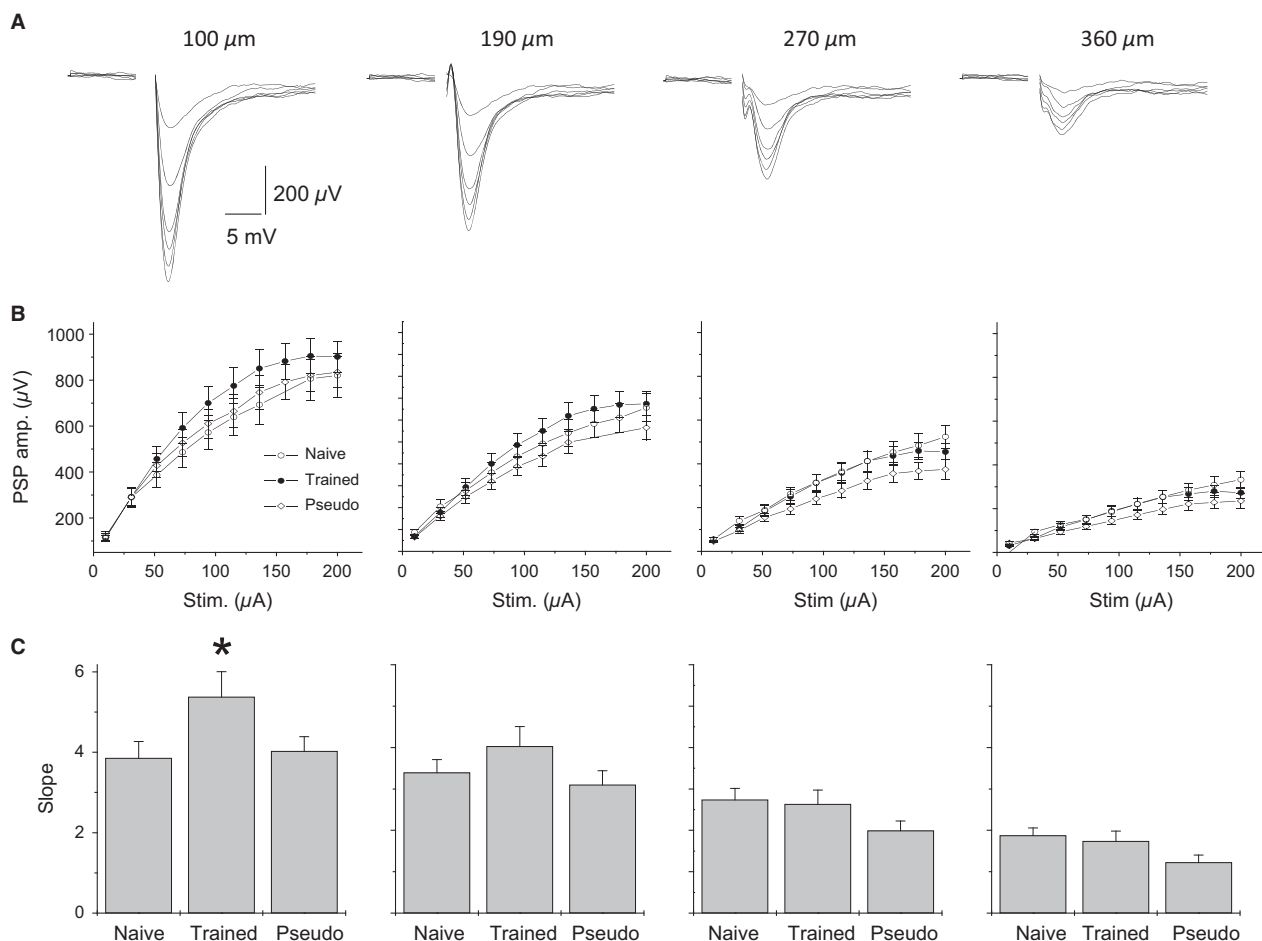 A
100 µm 190 µm 270 µm 360 µm
200 µV
5 mV
B
PSP amp. (µV)
1000
800
600
400
200
Naive
Trained
Pseudo
0 50 100 150 200 0 50 100 150 200 0 50 100 150 200 0 50 100 150 200
Stim. (µA) Stim. (µA) Stim (µA) Stim (µA)
C
*
Slope
6
4
2
0
Naive Trained Pseudo Naive Trained Pseudo Naive Trained Pseudo Naive Trained Pseudo